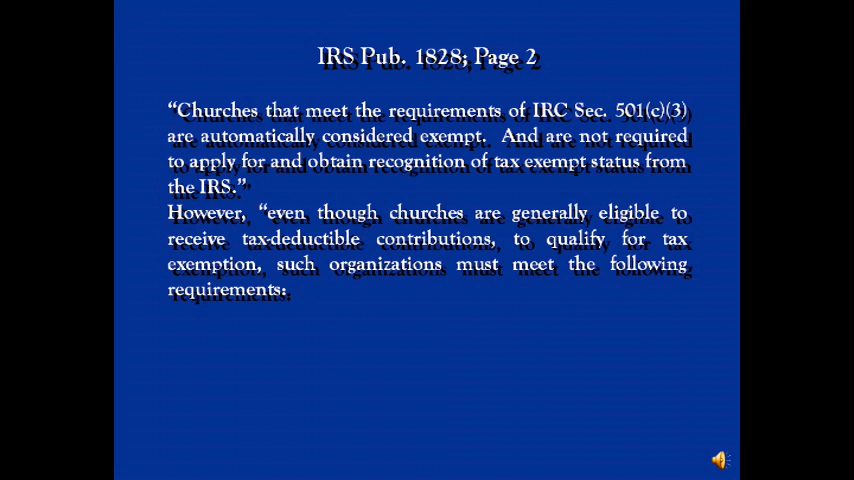 IRS Pub. 1828; Page 2
“Churches that meet the requirements of IRC Sec. 501(c)(3)
are automatically considered exempt. And are not required
to apply for and obtain recognition of tax exempt status from
the IRS.”
However, “even though churches are generally eligible to
receive tax-deductible contributions, to qualify for tax
exemption, such organizations must meet the following
requirements: